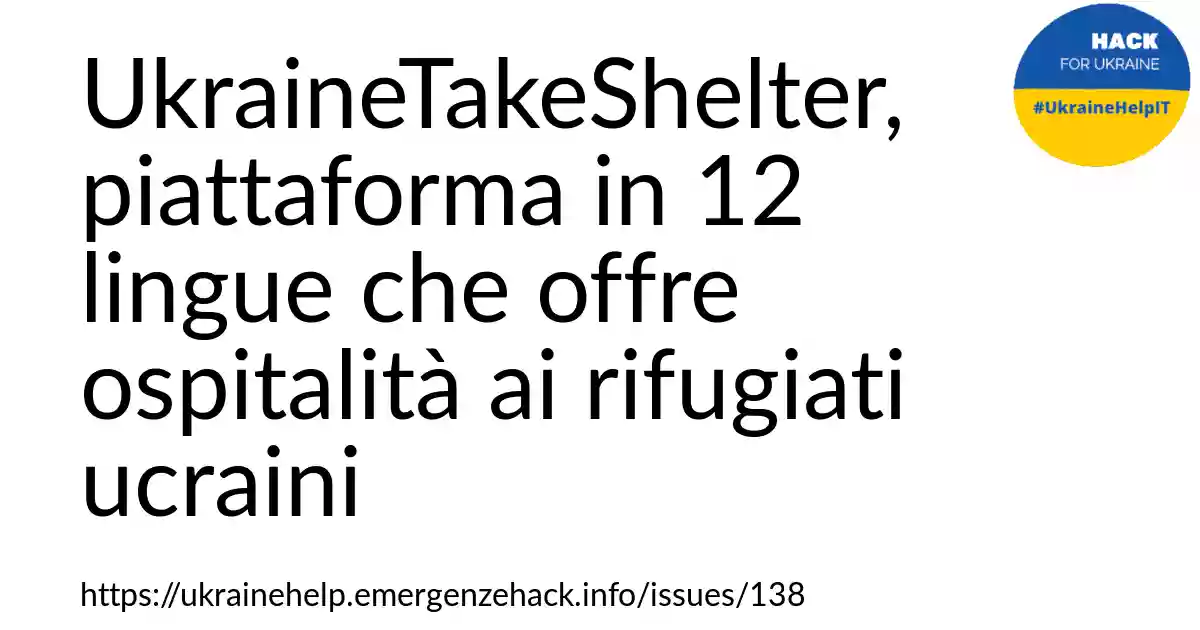 HACK
FOR UKRAINE
#UkraineHelpIT
UkraineTakeShelter,
piattaforma in 12
lingue che offre
ospitalità ai rifugiati
ucraini
https://ukrainehelp.emergenzehack.info/issues/138